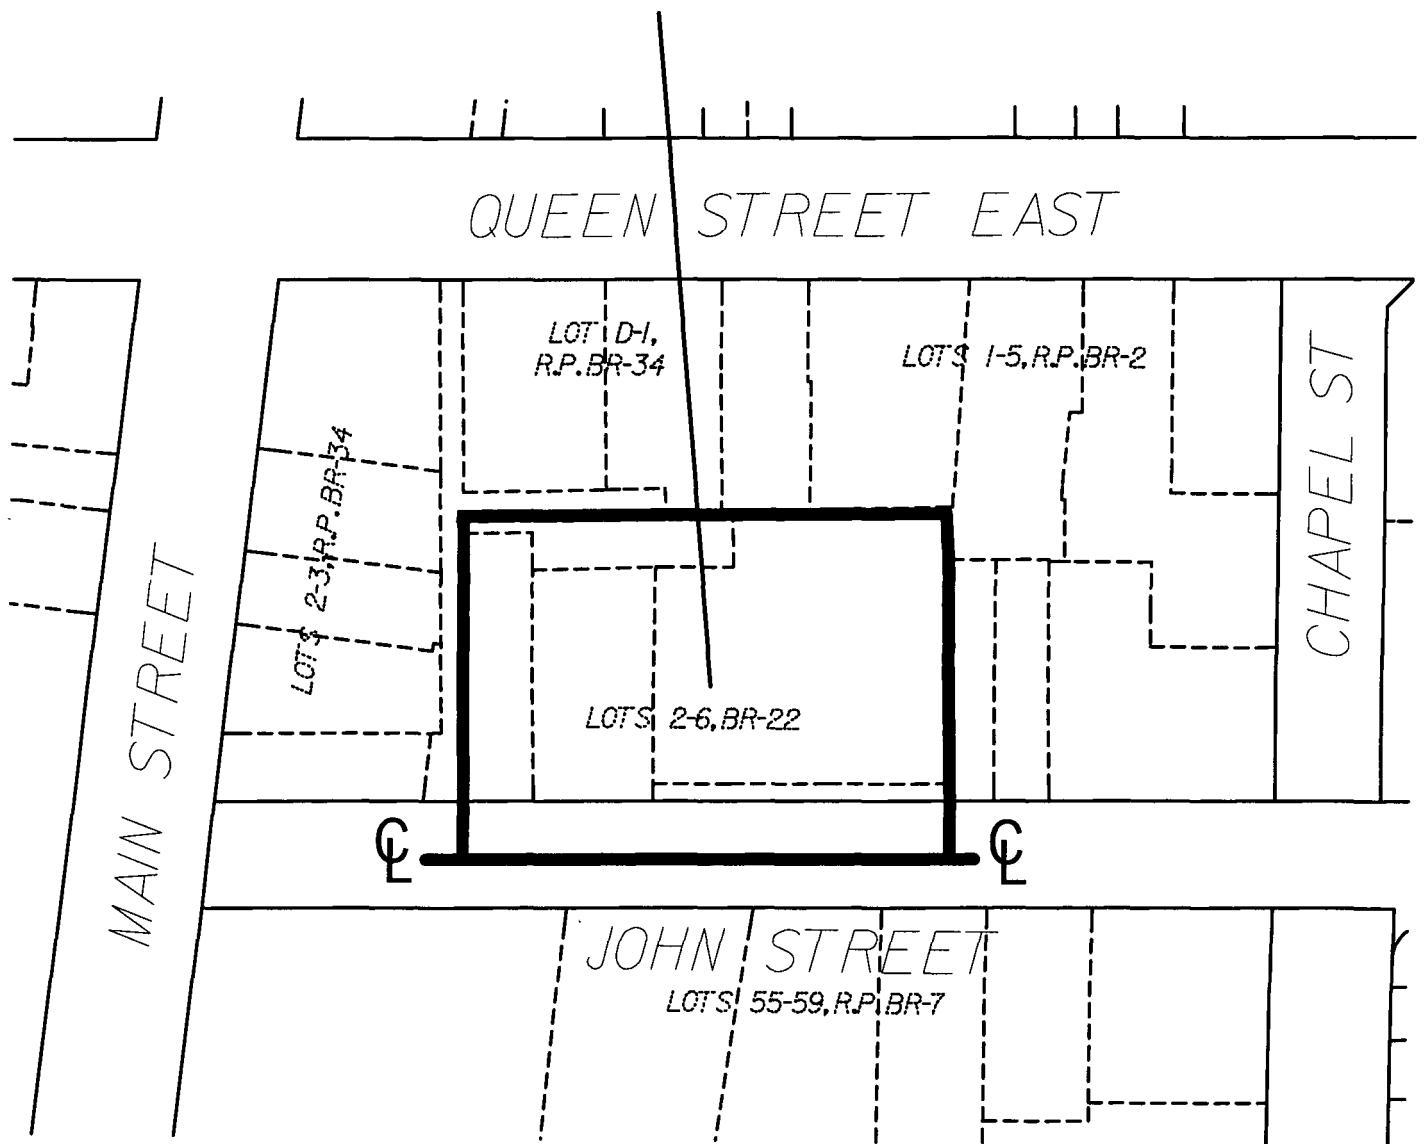 QUEEN STREET EAST
LOT D-1,
R.P. BR-34
LOTS 1-5, R.P. BR-2
CHAPEL ST
LOTS 2-3, R.P. BR-34
MAIN STREET
LOTS 2-6, BR-22
CL
CL
JOHN STREET
LOTS 55-59, R.P. BR-7